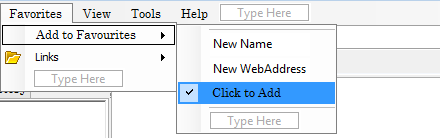 Favorites View Tools Help Type Here
Add to Favourites
Links
Type Here
New Name
New WebAddress
Click to Add
Type Here